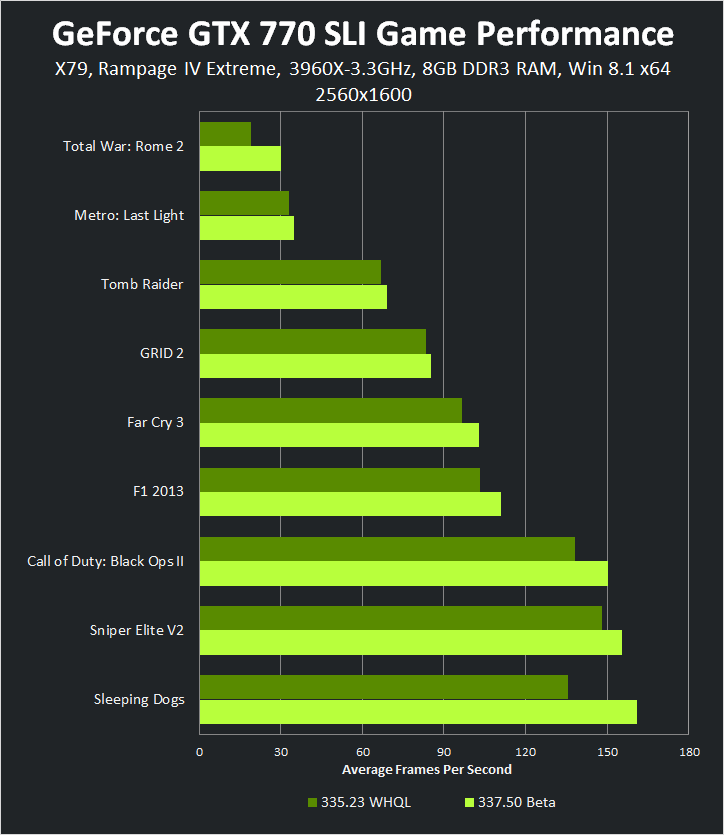 GeForce GTX 770 SLI Game Performance
X79, Rampage IV Extreme, 3960X-3.3GHz, 8GB DDR3 RAM, Win 8.1 x64
2560x1600
Total War: Rome 2
Metro: Last Light
Tomb Raider
GRID 2
Far Cry 3
F1 2013
Call of Duty: Black Ops II
Sniper Elite V2
Sleeping Dogs
0 30 60 90 120 150 180
Average Frames Per Second
335.23 WHQL 337.50 Beta